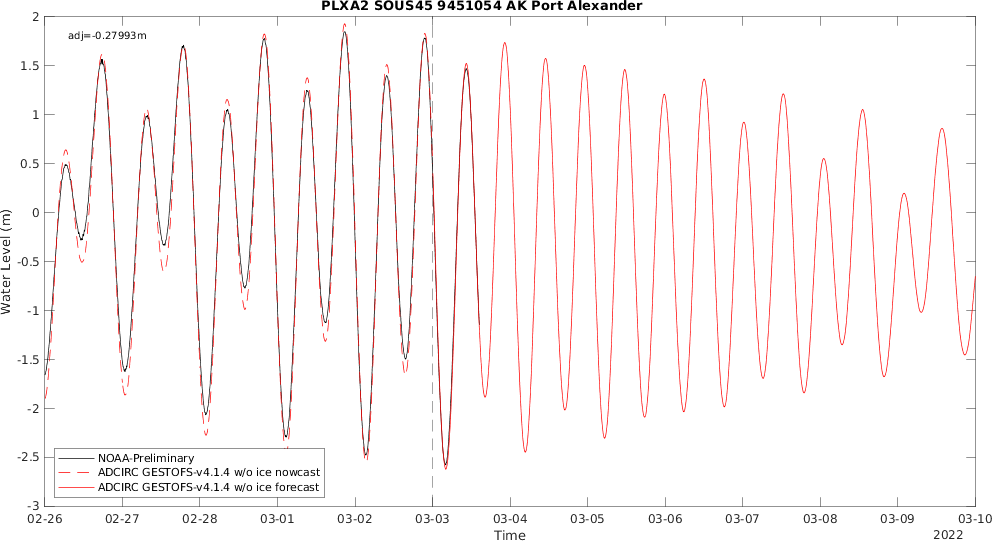 PLXA2 SOUS45 9451054 AK Port Alexander
adj=-0.27993m
2
1.5
1
0.5
0
-0.5
-1
-1.5
-2
-2.5
-3
Water Level (m)
NOAA-Preliminary
ADCIRC GESTOFS-v4.1.4 w/o ice nowcast
ADCIRC GESTOFS-v4.1.4 w/o ice forecast
02-26 02-27 02-28 03-01 03-02 03-03 03-04 03-05 03-06 03-07 03-08 03-09 03-10
Time
2022